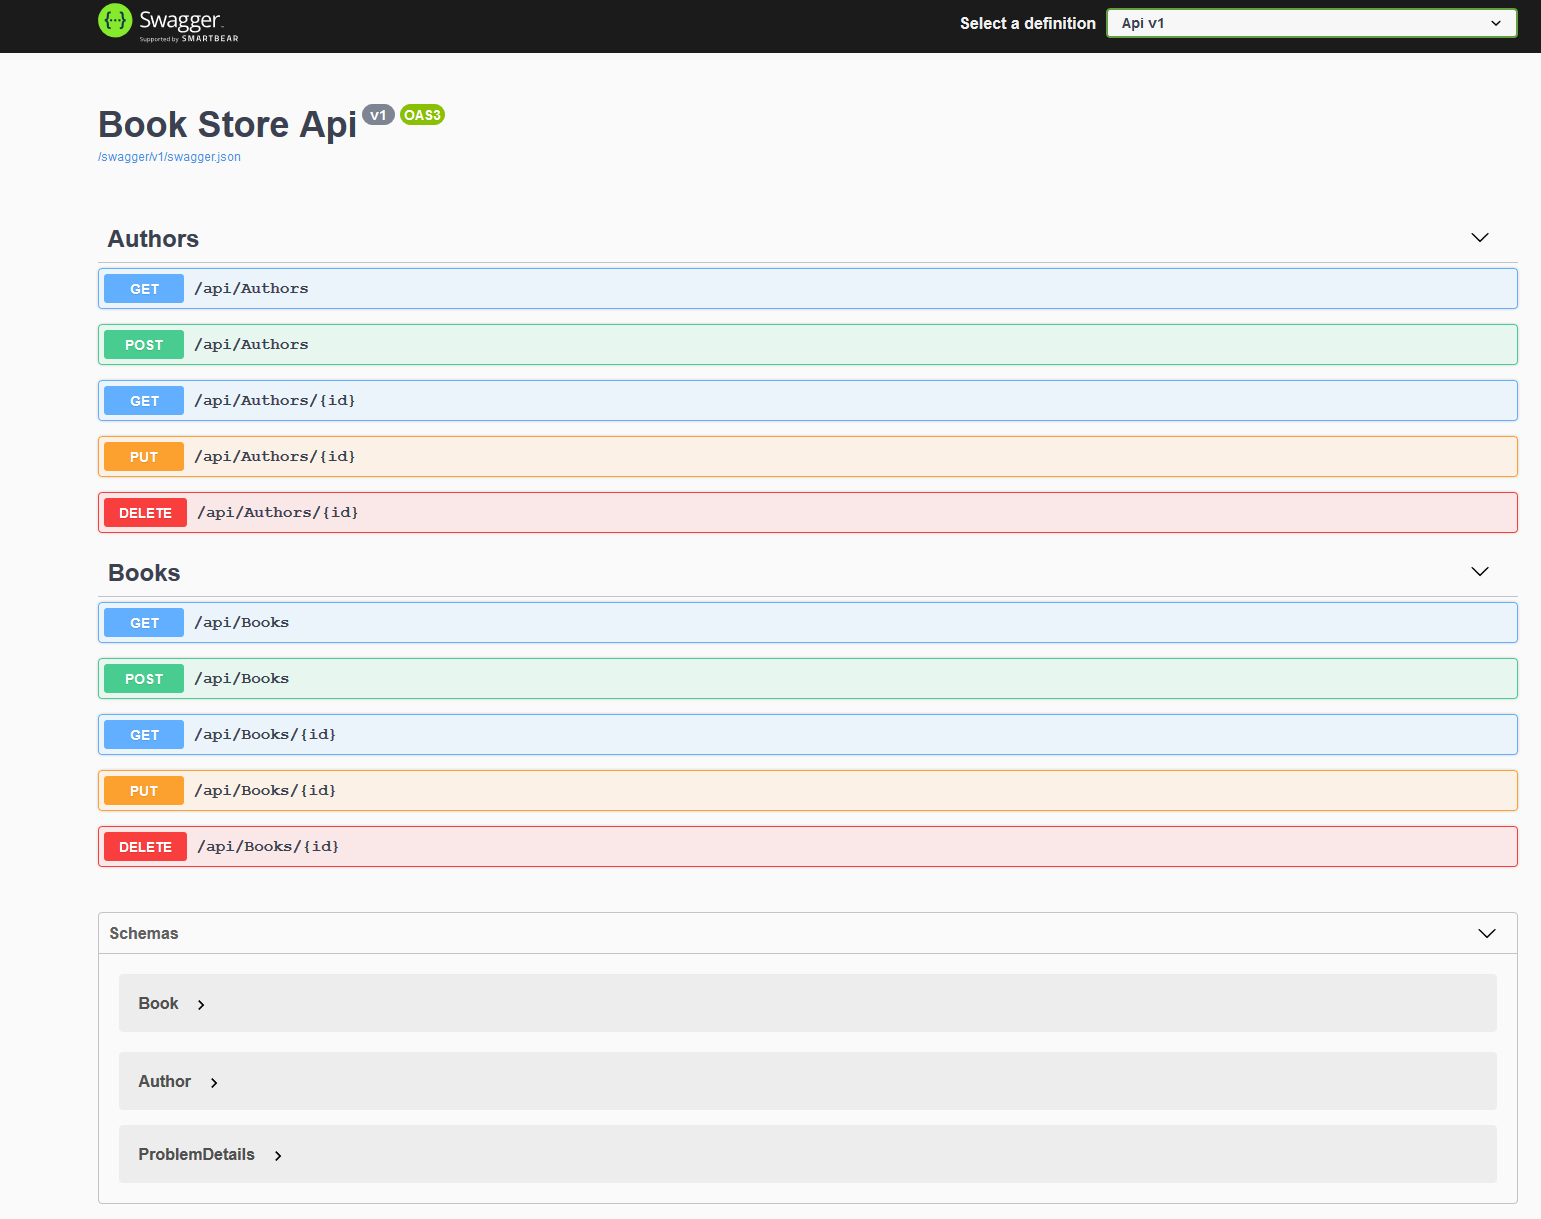 {···} Swagger
Supported by SMARTBEAR
Select a definition
Api v1
Book Store Api v1 OAS3
/swagger/v1/swagger.json
Authors
GET /api/Authors
POST /api/Authors
GET /api/Authors/{id}
PUT /api/Authors/{id}
DELETE /api/Authors/{id}
Books
GET /api/Books
POST /api/Books
GET /api/Books/{id}
PUT /api/Books/{id}
DELETE /api/Books/{id}
Schemas
Book
Author
ProblemDetails